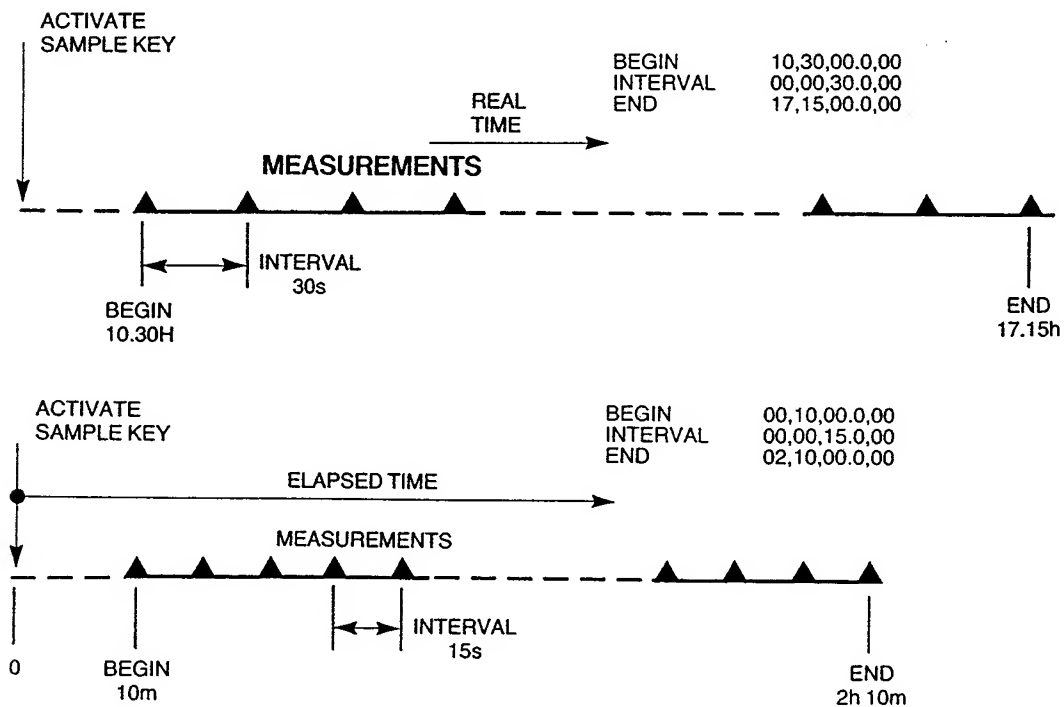 ACTIVATE
SAMPLE KEY
BEGIN 10,30,00.0,00
INTERVAL 00,00,30.0,00
END 17,15,00.0,00
REAL
TIME
MEASUREMENTS
INTERVAL
30s
BEGIN
10.30H
END
17.15h
ACTIVATE
SAMPLE KEY
BEGIN 00,10,00.0,00
INTERVAL 00,00,15.0,00
END 02,10,00.0,00
ELAPSED TIME
MEASUREMENTS
INTERVAL
15s
0
BEGIN
10m
END
2h 10m